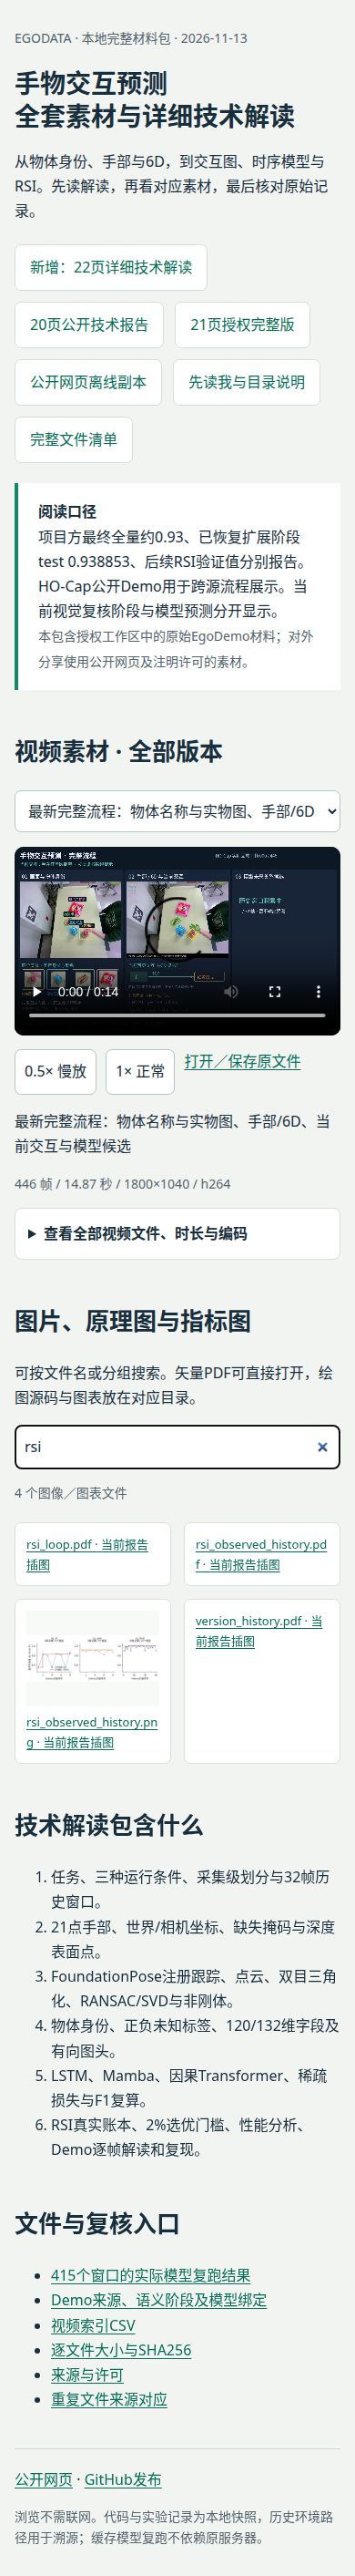 EGODATA · 本地完整材料包 · 2026-11-13
手物交互预测
全套素材与详细技术解读
从物体身份、手部与6D，到交互图、时序模型与
RSI。先读解读，再看对应素材，最后核对原始记
录。
新增：22页详细技术解读
20页公开技术报告
21页授权完整版
公开网页离线副本
先读我与目录说明
完整文件清单
阅读口径
项目方最终全量约0.93、已恢复扩展阶段
test 0.938853、后续RSI验证值分别报告。
HO-Cap公开Demo用于跨源流程展示。当
前视觉复核阶段与模型预测分开显示。
本包含授权工作区中的原始EgoDemo材料；对外
分享使用公开网页及注明许可的素材。
视频素材 · 全部版本
最新完整流程：物体名称与实物图、手部/6D
手物交互预测 · 完整流程
0:00 / 0:14
0.5× 慢放
1× 正常
打开／保存原文件
最新完整流程：物体名称与实物图、手部/6D、当
前交互与模型候选
446 帧 / 14.87 秒 / 1800×1040 / h264
▶ 查看全部视频文件、时长与编码
图片、原理图与指标图
可按文件名或分组搜索。矢量PDF可直接打开，绘
图源码与图表放在对应目录。
rsi
4 个图像／图表文件
rsi_loop.pdf · 当前报告
插图
rsi_observed_history.pd
f · 当前报告插图
rsi_observed_history.pn
g · 当前报告插图
version_history.pdf · 当
前报告插图
技术解读包含什么
1. 任务、三种运行条件、采集级划分与32帧历
史窗口。
2. 21点手部、世界/相机坐标、缺失掩码与深度
表面点。
3. FoundationPose注册跟踪、点云、双目三角
化、RANSAC/SVD与非刚体。
4. 物体身份、正负未知标签、120/132维字段及
有向图头。
5. LSTM、Mamba、因果Transformer、稀疏
损失与F1复算。
6. RSI真实账本、2%选优门槛、性能分析、
Demo逐帧解读和复现。
文件与复核入口
• 415个窗口的实际模型复跑结果
• Demo来源、语义阶段及模型绑定
• 视频索引CSV
• 逐文件大小与SHA256
• 来源与许可
• 重复文件来源对应
公开网页 · GitHub发布
浏览不需联网。代码与实验记录为本地快照，历史环境路
径用于溯源；缓存模型复跑不依赖原服务器。